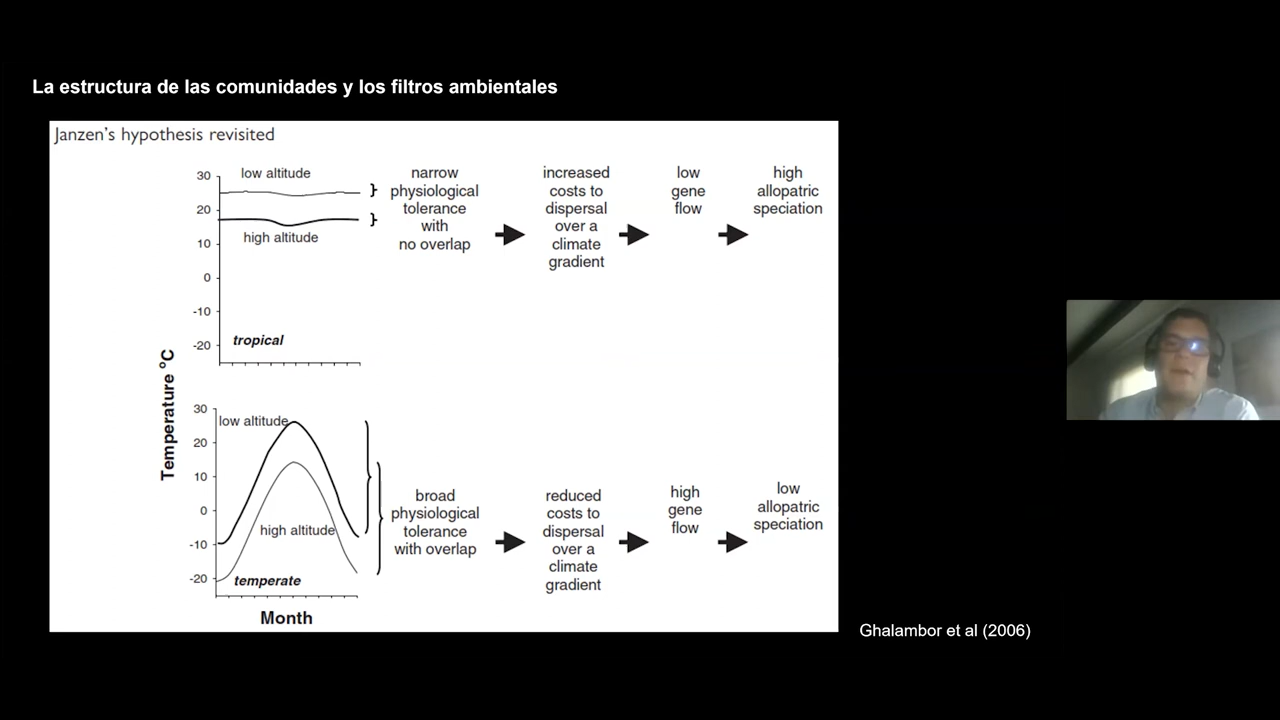 La estructura de las comunidades y los filtros ambientales
Janzen's hypothesis revisited
Temperature °C
30
20
10
0
-10
-20
low altitude
high altitude
tropical
}
}
narrow
physiological
tolerance
with
no overlap
increased
costs to
dispersal
over a
climate
gradient
low
gene
flow
high
allopatric
speciation
30
20
10
0
-10
-20
low altitude
high altitude
temperate
broad
physiological
tolerance
with overlap
reduced
costs to
dispersal
over a
climate
gradient
high
gene
flow
low
allopatric
speciation
Month
Ghalambor et al (2006)